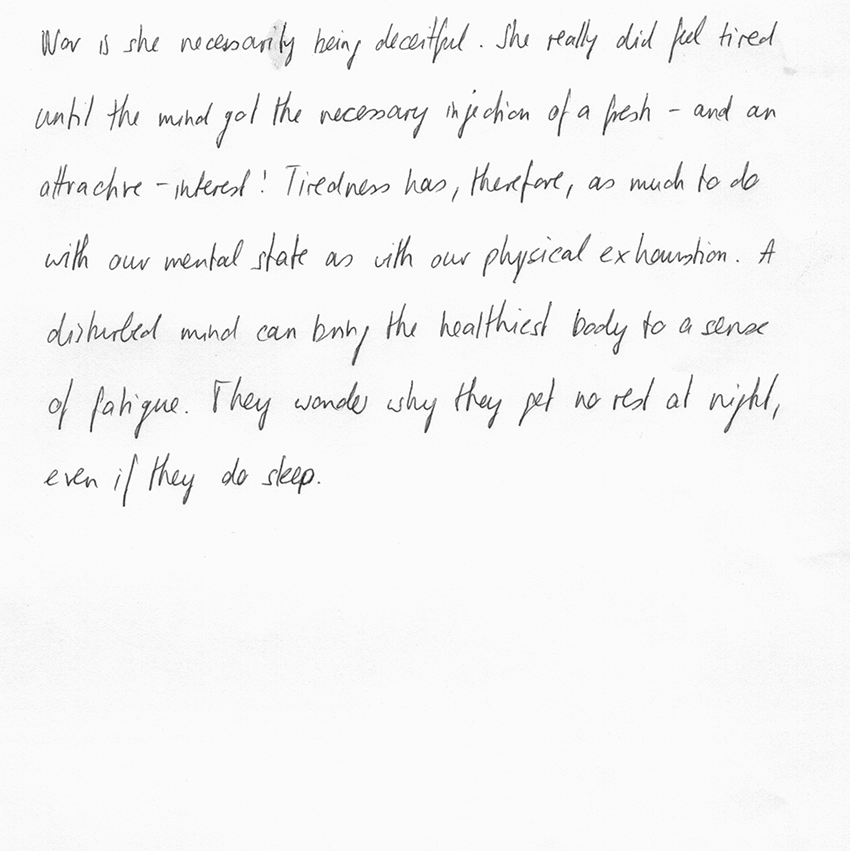 Nor is she necessarily being deceitful. She really did feel tired
until the mind got the necessary injection of a fresh - and an
attractive - interest! Tiredness has, therefore, as much to do
with our mental state as with our physical exhaustion. A
disturbed mind can bring the healthiest body to a sense
of fatigue. They wonder why they get no rest at night,
even if they do sleep.